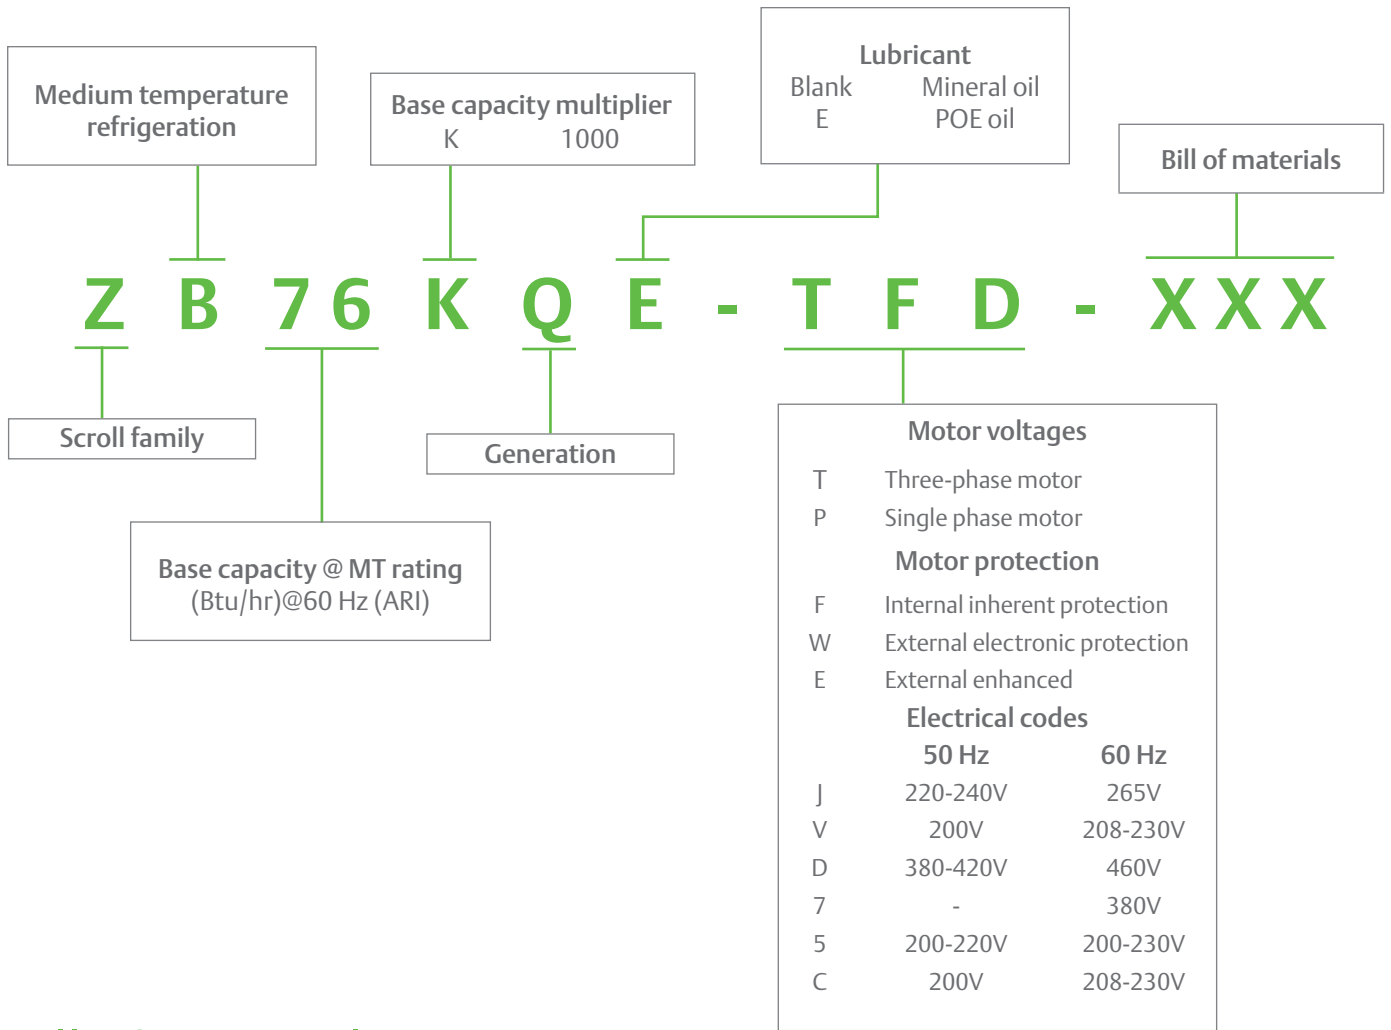 Lubricant
Blank Mineral oil
E POE oil
Medium temperature
refrigeration
Base capacity multiplier
K 1000
Bill of materials
Z B 7 6 K Q E - T F D - X X X
Scroll family
Generation
Base capacity @ MT rating
(Btu/hr)@60 Hz (ARI)
Motor voltages
T Three-phase motor
P Single phase motor
Motor protection
F Internal inherent protection
W External electronic protection
E External enhanced
Electrical codes
50 Hz 60 Hz
J 220-240V 265V
V 200V 208-230V
D 380-420V 460V
7 - 380V
5 200-220V 200-230V
C 200V 208-230V